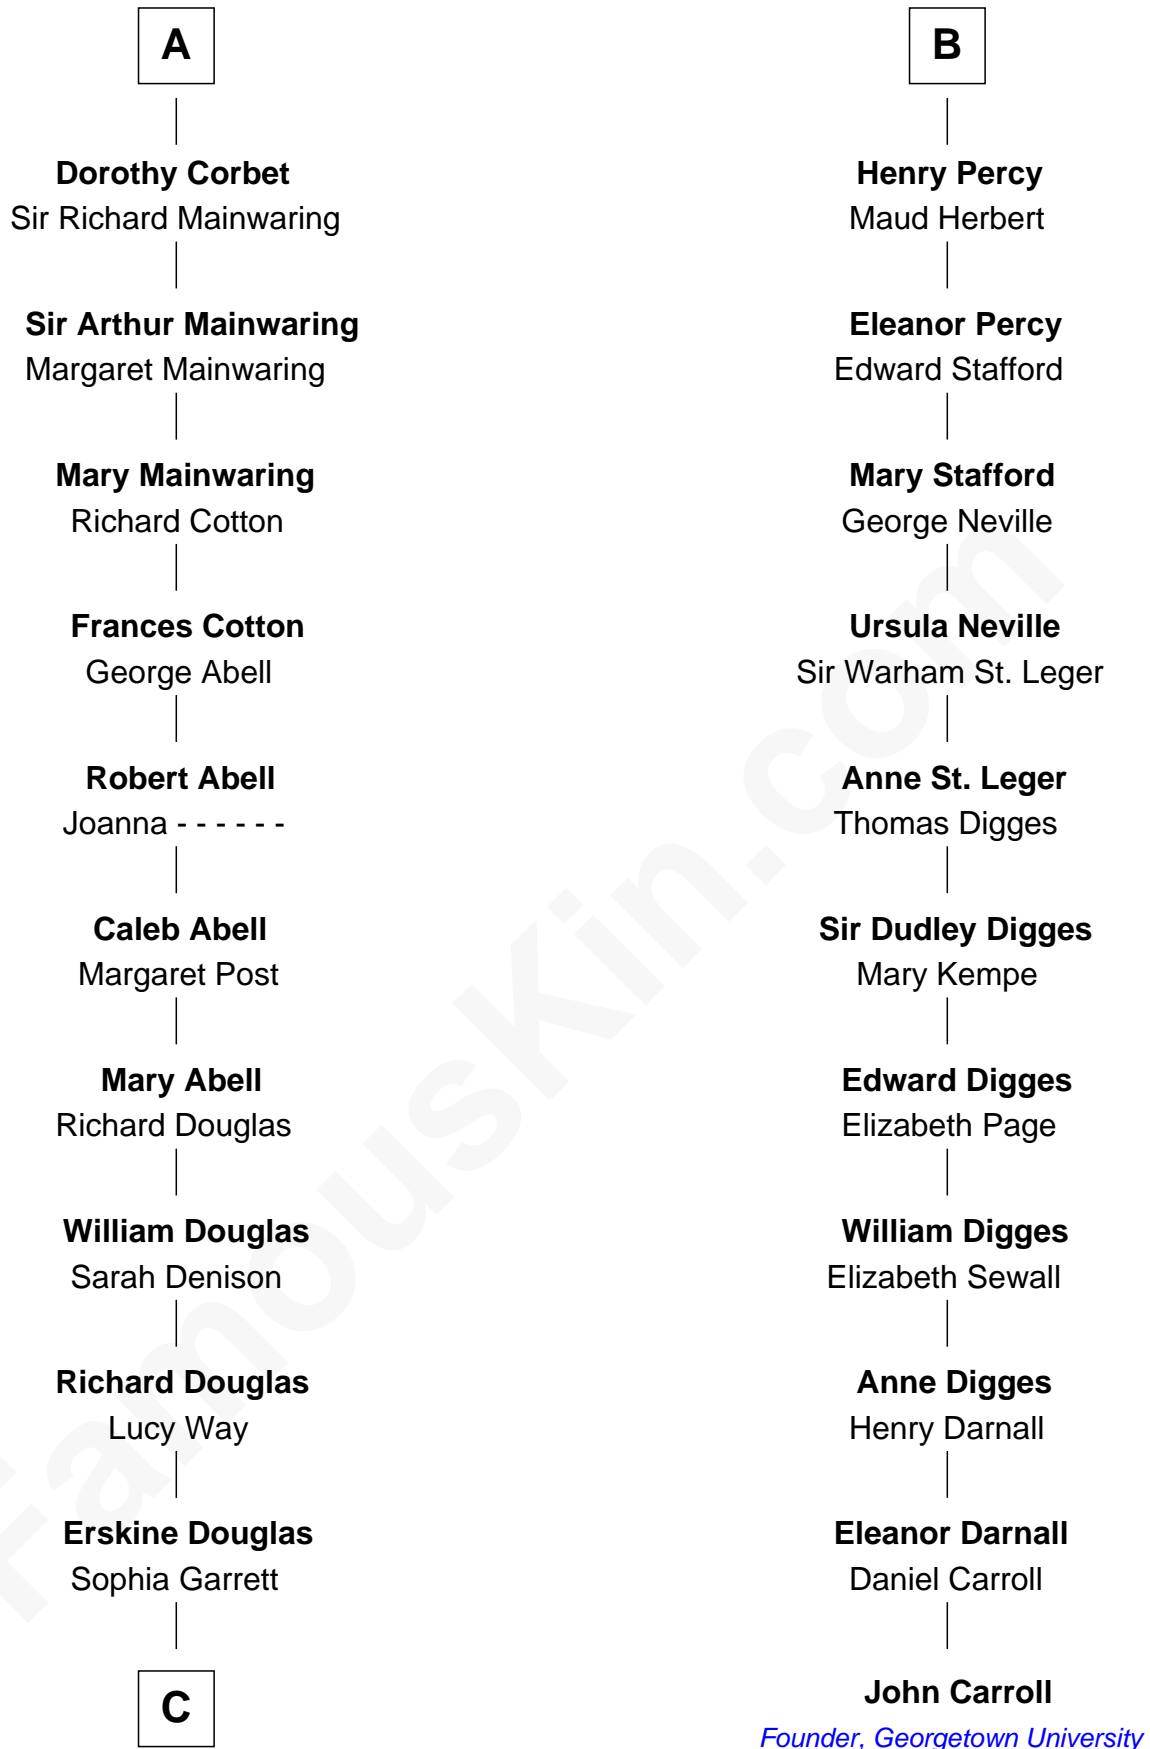 A
Dorothy Corbet
Sir Richard Mainwaring
Sir Arthur Mainwaring
Margaret Mainwaring
Mary Mainwaring
Richard Cotton
Frances Cotton
George Abell
Robert Abell
Joanna - - - - - -
Caleb Abell
Margaret Post
Mary Abell
Richard Douglas
William Douglas
Sarah Denison
Richard Douglas
Lucy Way
Erskine Douglas
Sophia Garrett
C
B
Henry Percy
Maud Herbert
Eleanor Percy
Edward Stafford
Mary Stafford
George Neville
Ursula Neville
Sir Warham St. Leger
Anne St. Leger
Thomas Digges
Sir Dudley Digges
Mary Kempe
Edward Digges
Elizabeth Page
William Digges
Elizabeth Sewall
Anne Digges
Henry Darnall
Eleanor Darnall
Daniel Carroll
John Carroll
Founder, Georgetown University
FamousKin.com